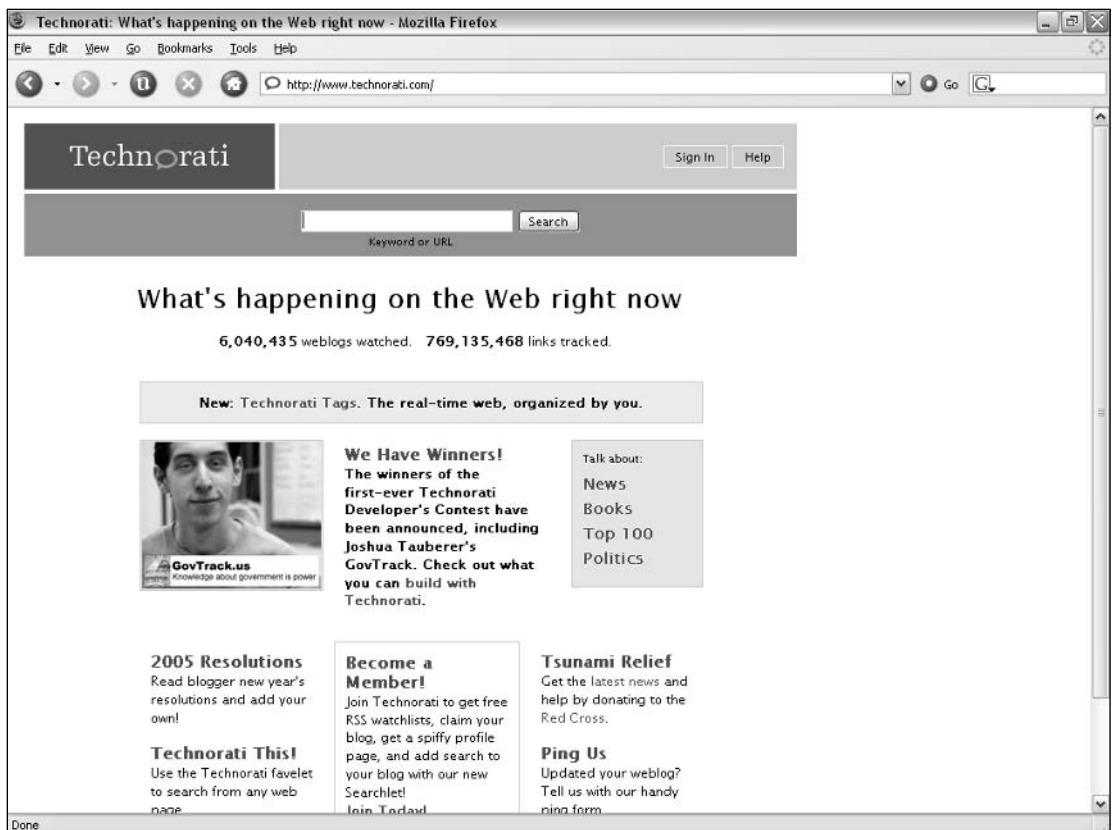 Technorati: What's happening on the Web right now - Mozilla Firefox
File Edit View Go Bookmarks Tools Help
http://www.technorati.com/
Go
G
Technorati
Sign In
Help
Search
Keyword or URL
What's happening on the Web right now
6,040,435 weblogs watched. 769,135,468 links tracked.
New: Technorati Tags. The real-time web, organized by you.
GovTrack.us
Knowledge about government is power
We Have Winners!
The winners of the
first-ever Technorati
Developer's Contest have
been announced, including
Joshua Tauberer's
GovTrack. Check out what
you can build with
Technorati.
Talk about:
News
Books
Top 100
Politics
2005 Resolutions
Read blogger new year's
resolutions and add your
own!
Technorati This!
Use the Technorati favelet
to search from any web
page
Become a
Member!
Join Technorati to get free
RSS watchlists, claim your
blog, get a spiffy profile
page, and add search to
your blog with our new
Searchlet!
Join Today!
Tsunami Relief
Get the latest news and
help by donating to the
Red Cross.
Ping Us
Updated your weblog?
Tell us with our handy
ping form
Done